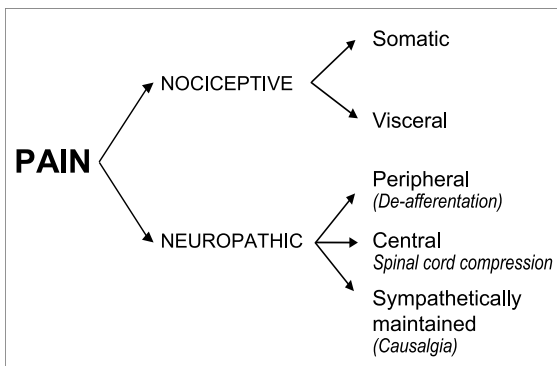 PAIN
NOCICEPTIVE
Somatic
Visceral
NEUROPATHIC
Peripheral
(De-afferentation)
Central
Spinal cord compression
Sympathetically
maintained
(Causalgia)